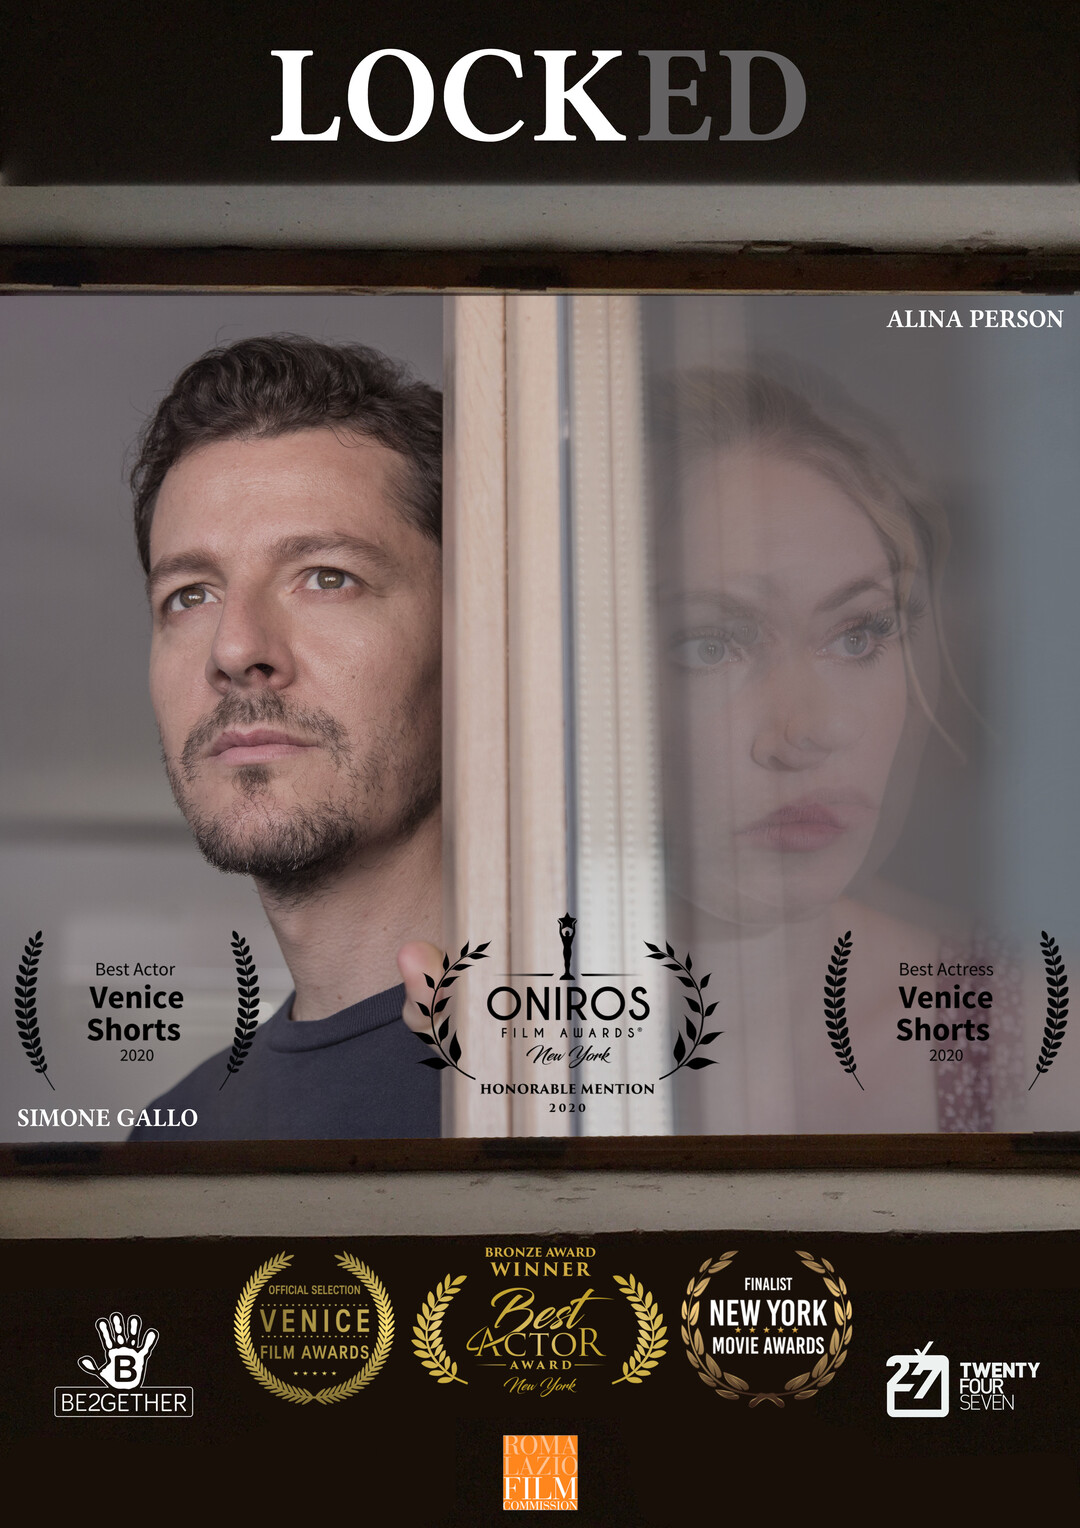 LOCKED
ALINA PERSON
Best Actor
Venice
Shorts
2020
ONIROS
FILM AWARDS®
New York
HONORABLE MENTION
2020
Best Actress
Venice
Shorts
2020
SIMONE GALLO
OFFICIAL SELECTION
VENICE
FILM AWARDS
BRONZE AWARD
WINNER
Best
ACTOR
AWARD
New York
FINALIST
NEW YORK
MOVIE AWARDS
B
BE2GETHER
27
TWENTY
FOUR
SEVEN
ROMA
LAZIO
FILM
COMMISSION